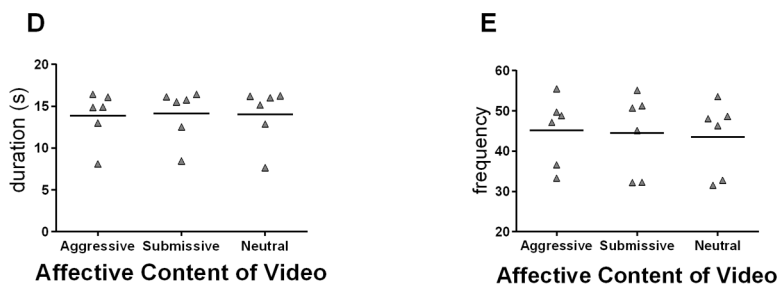 D
duration (s)
20
15
10
5
0
Aggressive Submissive Neutral
Affective Content of Video
E
frequency
60
50
40
30
20
Aggressive Submissive Neutral
Affective Content of Video